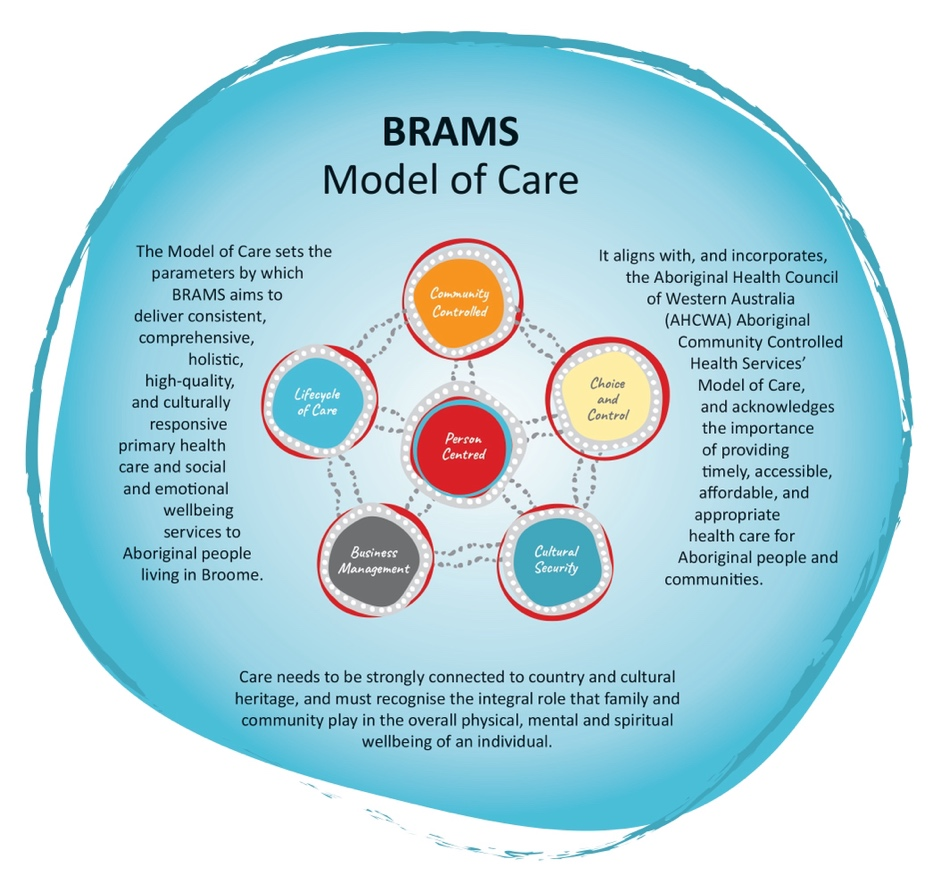 BRAMS
Model of Care
The Model of Care sets the
parameters by which
BRAMS aims to
deliver consistent,
comprehensive,
holistic,
high-quality,
and culturally
responsive
primary health
care and social
and emotional
wellbeing
services to
Aboriginal people
living in Broome.
Community
Controlled
Lifecycle
of Care
Choice
and
Control
Person
Centred
Business
Management
Cultural
Security
It aligns with, and incorporates,
the Aboriginal Health Council
of Western Australia
(AHCWA) Aboriginal
Community Controlled
Health Services’
Model of Care,
and acknowledges
the importance
of providing
timely, accessible,
affordable, and
appropriate
health care for
Aboriginal people and
communities.
Care needs to be strongly connected to country and cultural
heritage, and must recognise the integral role that family and
community play in the overall physical, mental and spiritual
wellbeing of an individual.